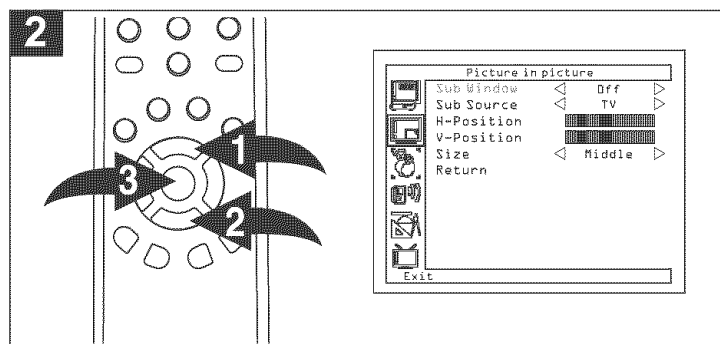 2
1
3
2
Picture in picture
Sub Window Off
Sub Source TV
H-Position
V-Position
Size Middle
Return
Exit